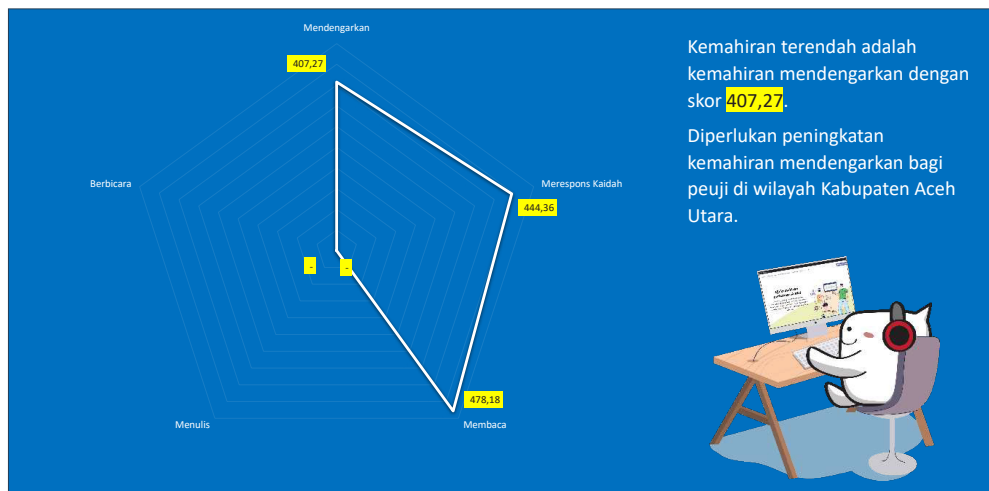 Mendengarkan
407,27
Berbicara
Merespons Kaidah
444,36
-
-
478,18
Menulis
Membaca
Kemahiran terendah adalah
kemahiran mendengarkan dengan
skor 407,27.
Diperlukan peningkatan
kemahiran mendengarkan bagi
peuji di wilayah Kabupaten Aceh
Utara.